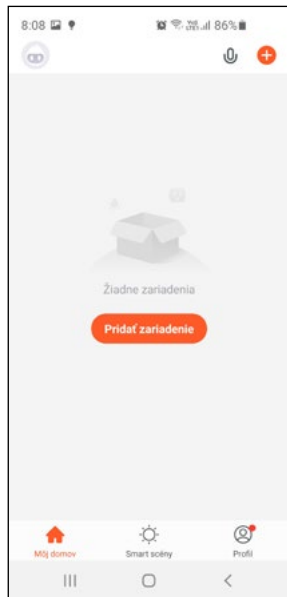 8:08 86%
Žiadne zariadenia
Pridať zariadenie
Môj domov Smart scény Profil